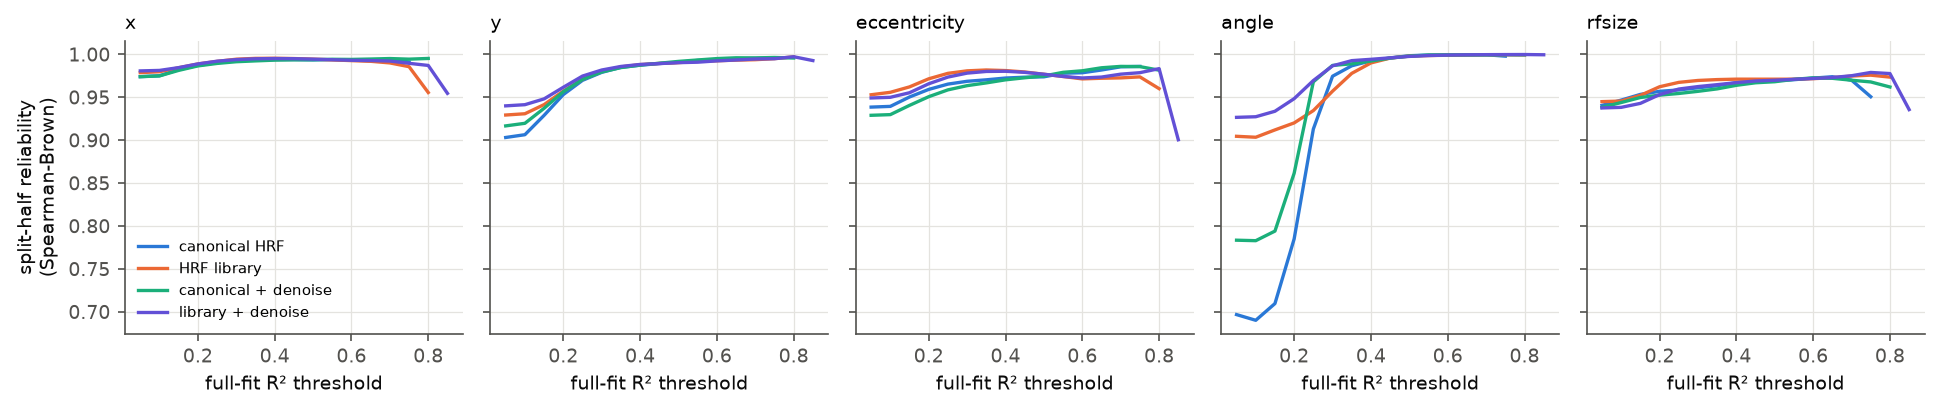 x
y
eccentricity
angle
rfsize
split-half reliability
(Spearman-Brown)
1.00
0.95
0.90
0.85
0.80
0.75
0.70
canonical HRF
HRF library
canonical + denoise
library + denoise
0.2 0.4 0.6 0.8
0.2 0.4 0.6 0.8
0.2 0.4 0.6 0.8
0.2 0.4 0.6 0.8
0.2 0.4 0.6 0.8
full-fit R² threshold
full-fit R² threshold
full-fit R² threshold
full-fit R² threshold
full-fit R² threshold